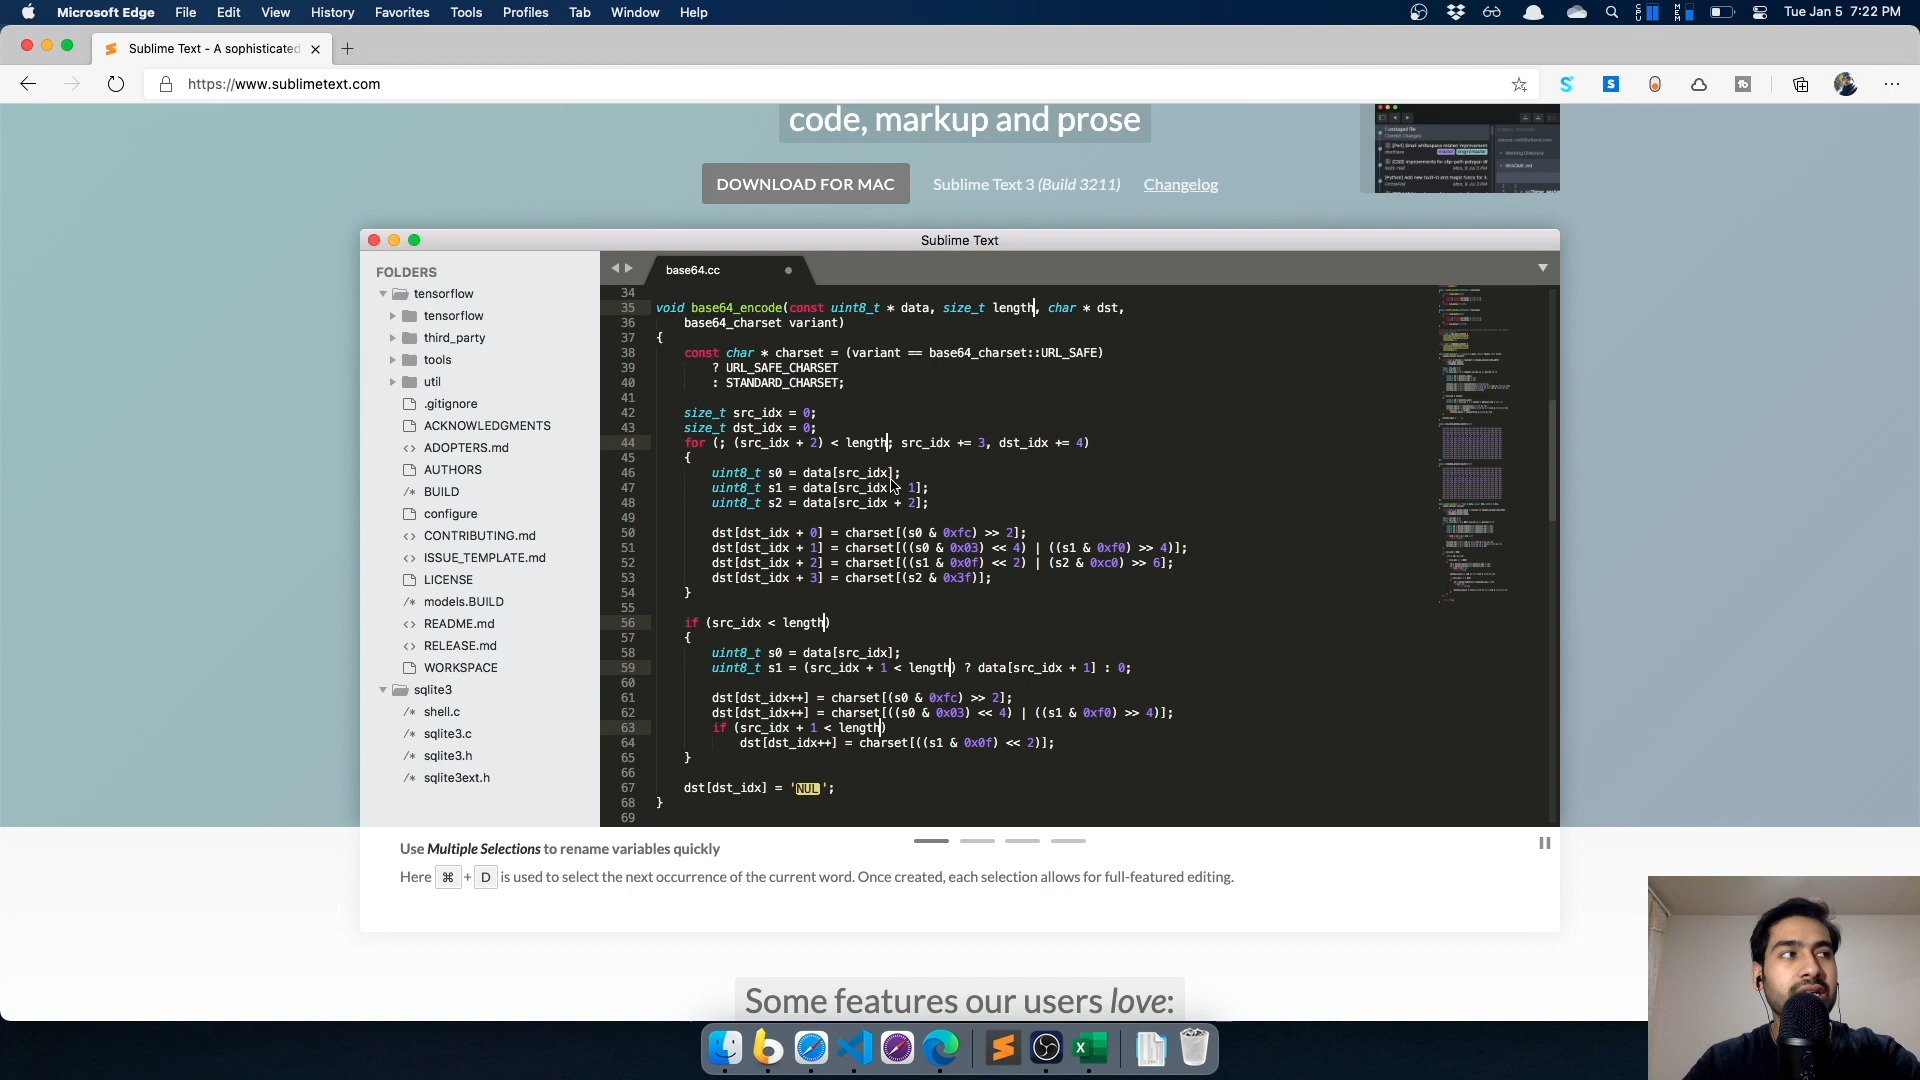 Microsoft Edge File Edit View History Favorites Tools Profiles Tab Window Help
CPU MEM Tue Jan 5 7:22 PM
Sublime Text - A sophisticated
https://www.sublimetext.com
code, markup and prose
DOWNLOAD FOR MAC Sublime Text 3 (Build 3211) Changelog
Sublime Text
FOLDERS
tensorflow
tensorflow
third_party
tools
util
.gitignore
ACKNOWLEDGMENTS
<> ADOPTERS.md
AUTHORS
/* BUILD
configure
<> CONTRIBUTING.md
<> ISSUE_TEMPLATE.md
LICENSE
/* models.BUILD
<> README.md
<> RELEASE.md
WORKSPACE
sqlite3
/* shell.c
/* sqlite3.c
/* sqlite3.h
/* sqlite3ext.h
base64.cc
34
35 void base64_encode(const uint8_t * data, size_t length, char * dst,
36 base64_charset variant)
37 {
38 const char * charset = (variant == base64_charset::URL_SAFE)
39 ? URL_SAFE_CHARSET
40 : STANDARD_CHARSET;
41
42 size_t src_idx = 0;
43 size_t dst_idx = 0;
44 for (; (src_idx + 2) < length; src_idx += 3, dst_idx += 4)
45 {
46 uint8_t s0 = data[src_idx];
47 uint8_t s1 = data[src_idx + 1];
48 uint8_t s2 = data[src_idx + 2];
49
50 dst[dst_idx + 0] = charset[(s0 & 0xfc) >> 2];
51 dst[dst_idx + 1] = charset[((s0 & 0x03) << 4) | ((s1 & 0xf0) >> 4)];
52 dst[dst_idx + 2] = charset[((s1 & 0x0f) << 2) | (s2 & 0xc0) >> 6];
53 dst[dst_idx + 3] = charset[(s2 & 0x3f)];
54 }
55
56 if (src_idx < length)
57 {
58 uint8_t s0 = data[src_idx];
59 uint8_t s1 = (src_idx + 1 < length) ? data[src_idx + 1] : 0;
60
61 dst[dst_idx++] = charset[(s0 & 0xfc) >> 2];
62 dst[dst_idx++] = charset[((s0 & 0x03) << 4) | ((s1 & 0xf0) >> 4)];
63 if (src_idx + 1 < length)
64 dst[dst_idx++] = charset[((s1 & 0x0f) << 2)];
65 }
66
67 dst[dst_idx] = 'NUL';
68 }
69
Use Multiple Selections to rename variables quickly
Here ⌘ + D is used to select the next occurrence of the current word. Once created, each selection allows for full-featured editing.
Some features our users love: